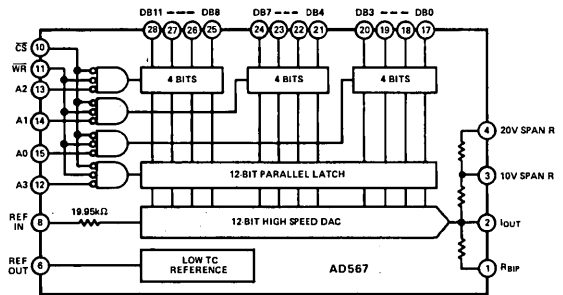 DB11 ---- DB8 DB7 ---- DB4 DB3 ---- DB0
28 27 26 25 24 23 22 21 20 19 18 17
CS 10
WR 11
A2 13
4 BITS 4 BITS 4 BITS
A1 14
A0 15
4 20V SPAN R
A3 12
12-BIT PARALLEL LATCH
3 10V SPAN R
REF IN 8 19.95kΩ
12-BIT HIGH SPEED DAC
2 IOUT
REF OUT 6
LOW TC
REFERENCE
AD567
1 RBIP